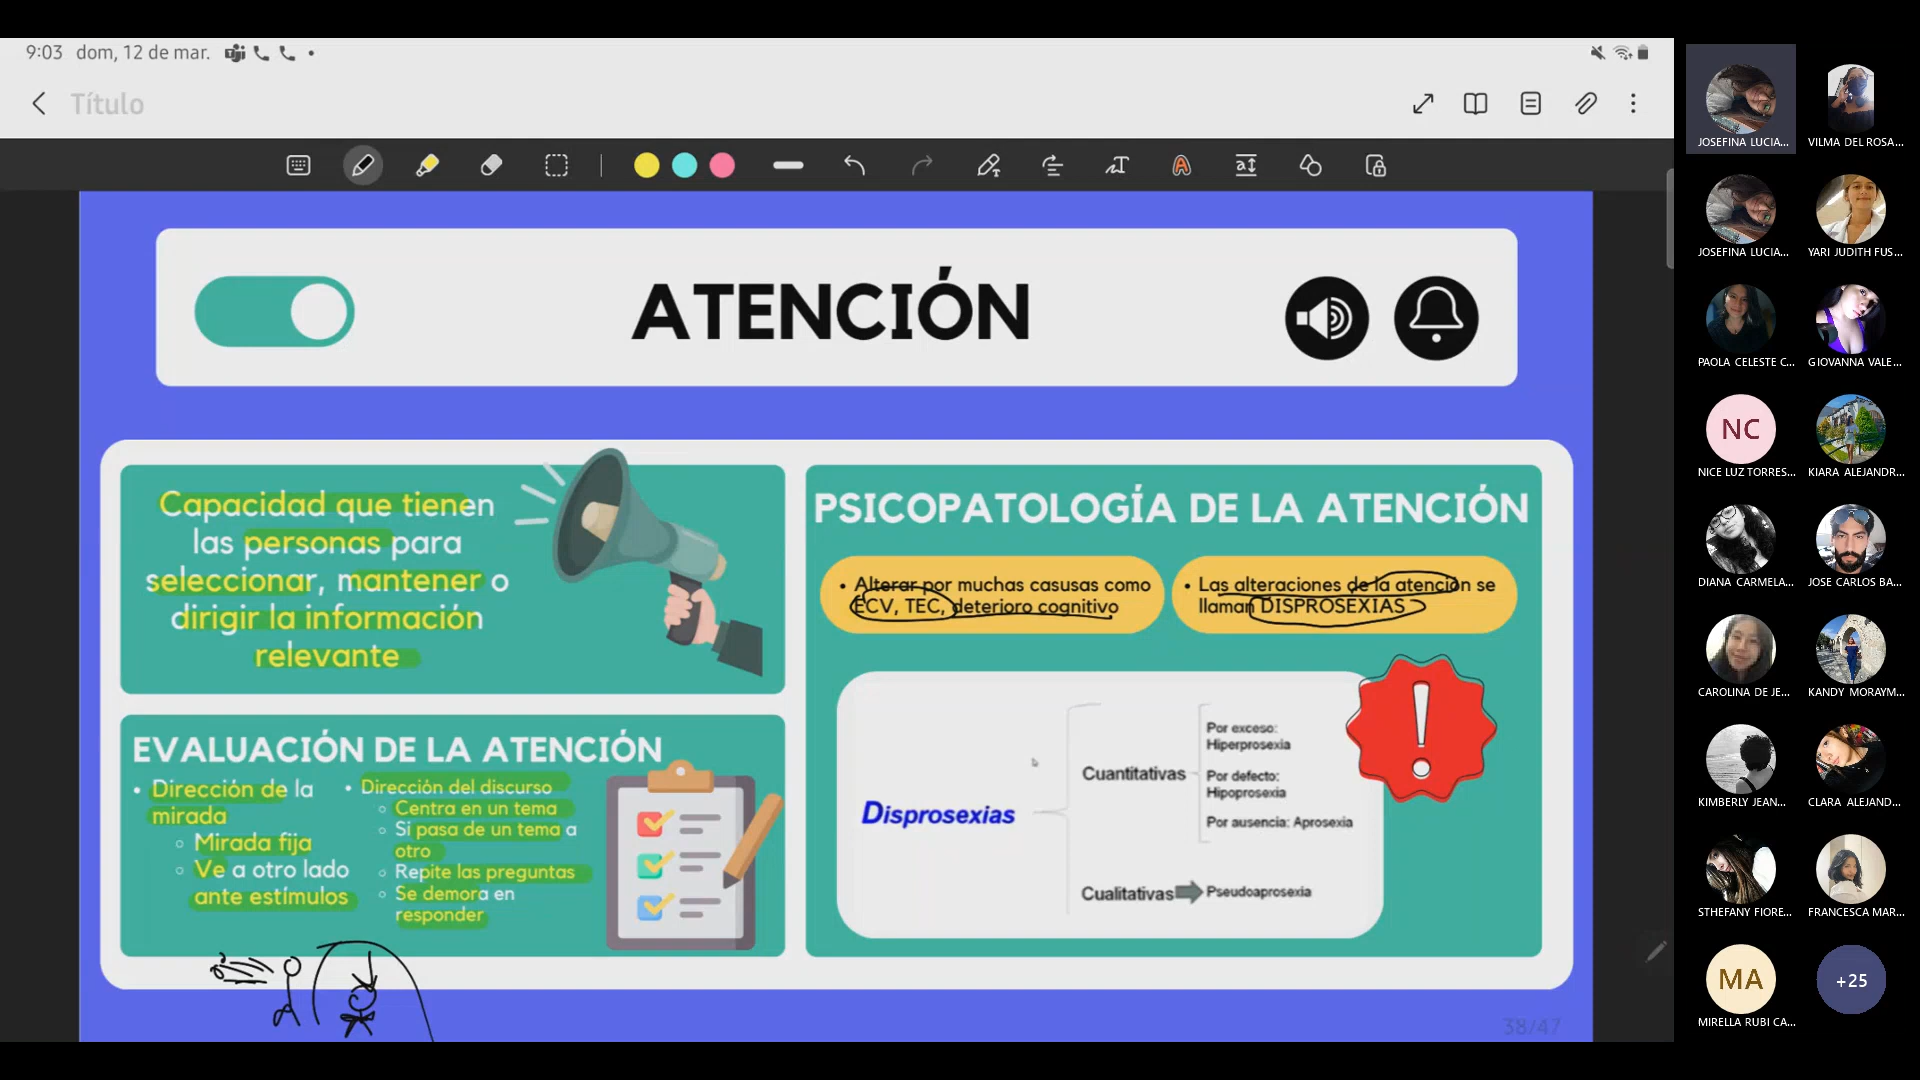 9:03 dom, 12 de mar.
Título
ATENCIÓN
Capacidad que tienen
las personas para
seleccionar, mantener o
dirigir la información
relevante
EVALUACIÓN DE LA ATENCIÓN
• Dirección de la
mirada
Mirada fija
Ve a otro lado
ante estímulos
• Dirección del discurso
Centra en un tema
Si pasa de un tema a
otro
Repite las preguntas
Se demora en
responder
PSICOPATOLOGÍA DE LA ATENCIÓN
• Alterar por muchas casusas como
ECV, TEC, deterioro cognitivo
• Las alteraciones de la atención se
llaman DISPROSEXIAS
Disprosexias
Cuantitativas
Por exceso:
Hiperprosexia
Por defecto:
Hipoprosexia
Por ausencia: Aprosexia
Cualitativas
Pseudoaprosexia
38/47
JOSEFINA LUCIA...
VILMA DEL ROSA...
JOSEFINA LUCIA...
YARI JUDITH FUS...
PAOLA CELESTE C...
GIOVANNA VALE...
NC
NICE LUZ TORRES...
KIARA ALEJANDR...
DIANA CARMELA...
JOSE CARLOS BA...
CAROLINA DE JE...
KANDY MORAYM...
KIMBERLY JEAN...
CLARA ALEJAND...
STHEFANY FIORE...
FRANCESCA MAR...
MA
MIRELLA RUBI CA...
+25